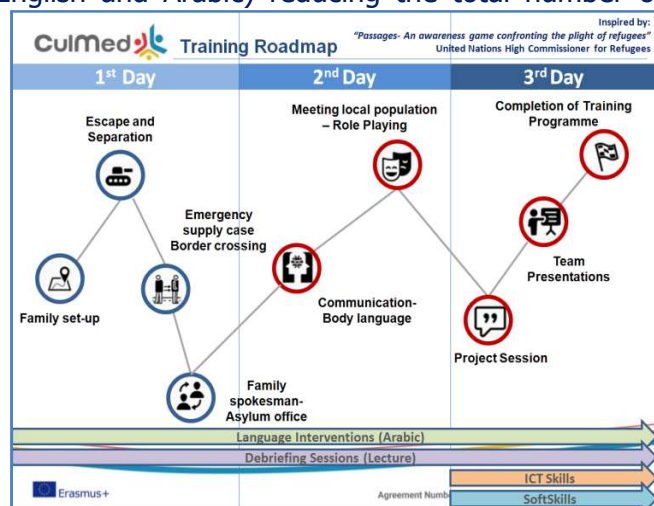 English and Arabic) reducing the total number o
CulMed
Training Roadmap
Inspired by:
"Passages- An awareness game confronting the plight of refugees"
United Nations High Commissioner for Refugees
1st Day
2nd Day
3rd Day
Escape and
Separation
Meeting local population
– Role Playing
Completion of Training
Programme
Emergency
supply case
Border crossing
Family set-up
Communication-
Body language
Team
Presentations
Project Session
Family
spokesman-
Asylum office
Language Interventions (Arabic)
Debriefing Sessions (Lecture)
ICT Skills
SoftSkills
Erasmus+
Agreement Numb